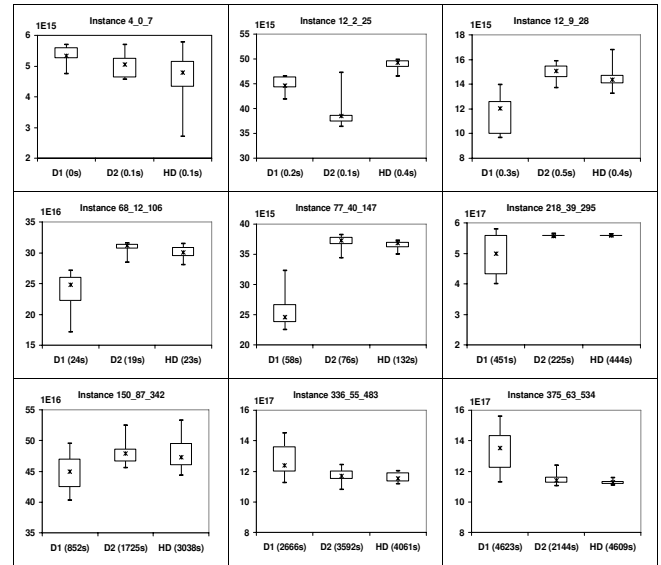 Instance 4_0_7
1E15
6
5
4
3
2
D1 (0s) D2 (0.1s) HD (0.1s)
Instance 12_2_25
1E15
50
45
40
35
30
D1 (0.2s) D2 (0.1s) HD (0.4s)
Instance 12_9_28
1E15
18
16
14
12
10
8
D1 (0.3s) D2 (0.5s) HD (0.4s)
Instance 68_12_106
1E16
35
30
25
20
15
D1 (24s) D2 (19s) HD (23s)
Instance 77_40_147
1E15
40
35
30
25
20
D1 (58s) D2 (76s) HD (132s)
Instance 218_39_295
1E17
6
5
4
3
2
D1 (451s) D2 (225s) HD (444s)
Instance 150_87_342
1E16
55
50
45
40
35
D1 (852s) D2 (1725s) HD (3038s)
Instance 336_55_483
1E17
16
14
12
10
8
D1 (2666s) D2 (3592s) HD (4061s)
Instance 375_63_534
1E17
16
14
12
10
8
D1 (4623s) D2 (2144s) HD (4609s)